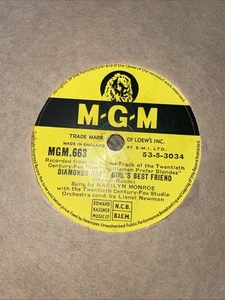 M-G-M
TRADE MARK OF LOEW'S INC.
MADE IN ENGLAND BY E.M.I. LTD.
MGM.663 53-S-3034
Recorded from the Sound-Track of the Twentieth
Century-Fox "Gentlemen Prefer Blondes"
DIAMONDS ARE A GIRL'S BEST FRIEND
Sung by MARILYN MONROE
with the Twentieth Century-Fox Studio
Orchestra cond. by Lionel Newman
EDWARD
KASSNER
MUSIC Cº
N.C.B.
B.I.E.M.